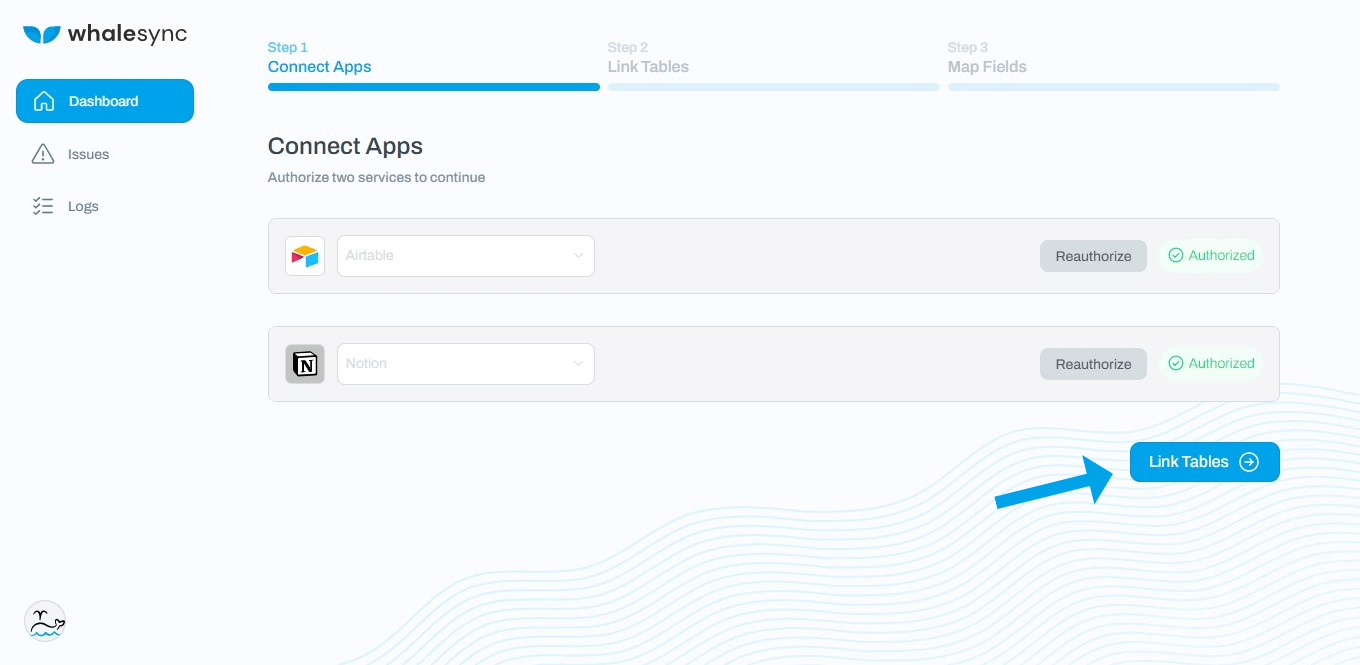 whalesync
Dashboard
Issues
Logs
Step 1
Connect Apps
Step 2
Link Tables
Step 3
Map Fields
Connect Apps
Authorize two services to continue
Airtable
Reauthorize
Authorized
N
Notion
Reauthorize
Authorized
Link Tables